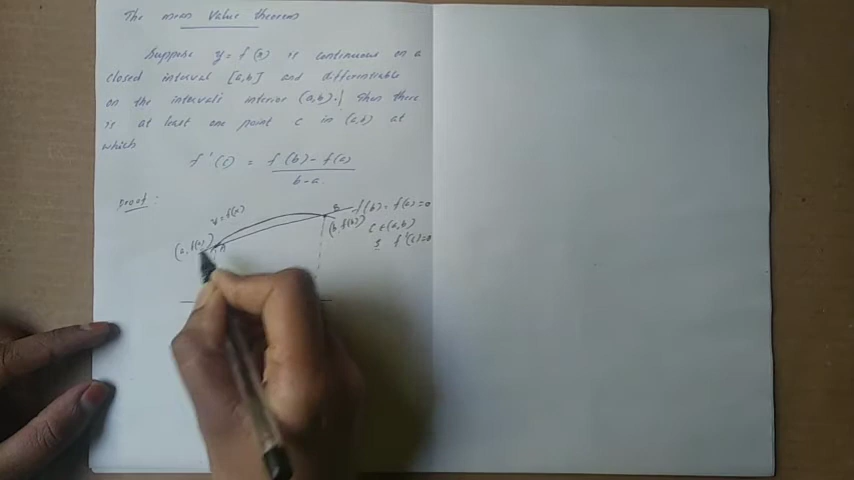 The mean value theorem
Suppose y = f(x) is continuous on a
closed interval [a,b] and differentiable
on the interval's interior (a,b). Then there
is at least one point c in (a,b) at
which
f'(c) = f(b) - f(a)
b - a.
proof :
y = f(x)
B f(b) = f(a) = 0
(b, f(b)) c ∈ (a,b)
(a, f(a)) A f'(c) = 0